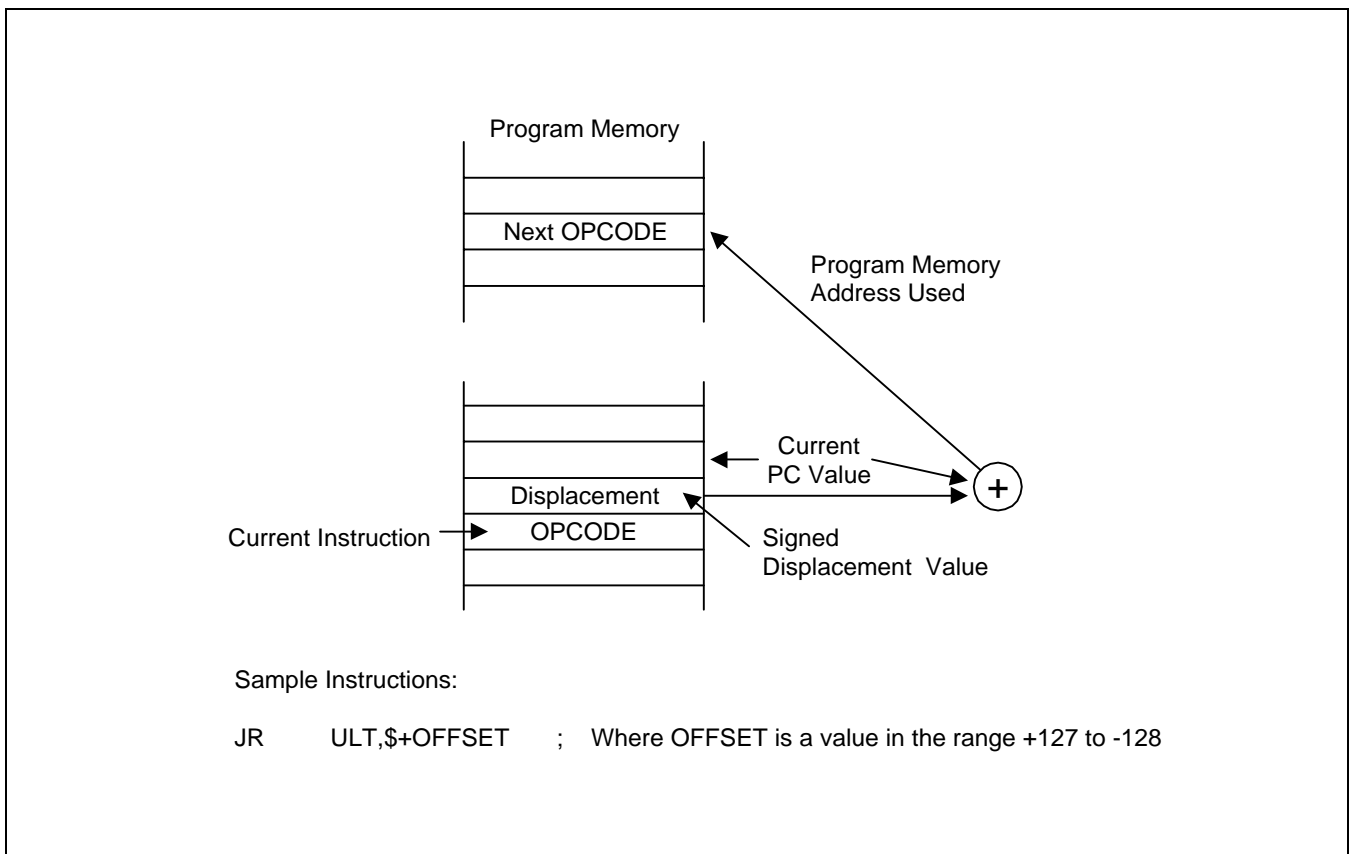 Program Memory
Next OPCODE
Program Memory
Address Used
Current
PC Value
+
Displacement
Current Instruction
OPCODE
Signed
Displacement Value
Sample Instructions:
JR ULT,$+OFFSET ; Where OFFSET is a value in the range +127 to -128